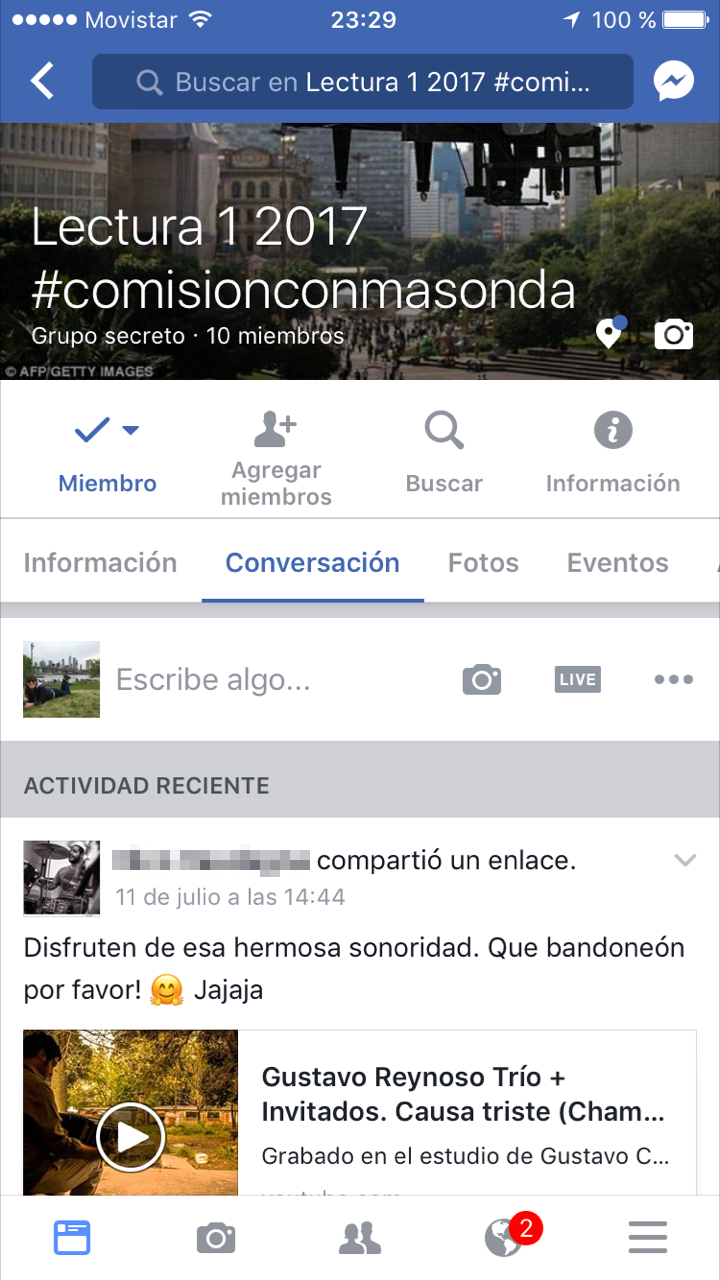 Movistar 23:29 100 %
Buscar en Lectura 1 2017 #comi...
Lectura 1 2017
#comisionconmasonda
Grupo secreto · 10 miembros
© AFP/GETTY IMAGES
Miembro
Agregar
miembros
Buscar
Información
Información Conversación Fotos Eventos
Escribe algo...
LIVE
ACTIVIDAD RECIENTE
compartió un enlace.
11 de julio a las 14:44
Disfruten de esa hermosa sonoridad. Que bandoneón
por favor! 🤗 Jajaja
Gustavo Reynoso Trío +
Invitados. Causa triste (Cham...
Grabado en el estudio de Gustavo C...
2